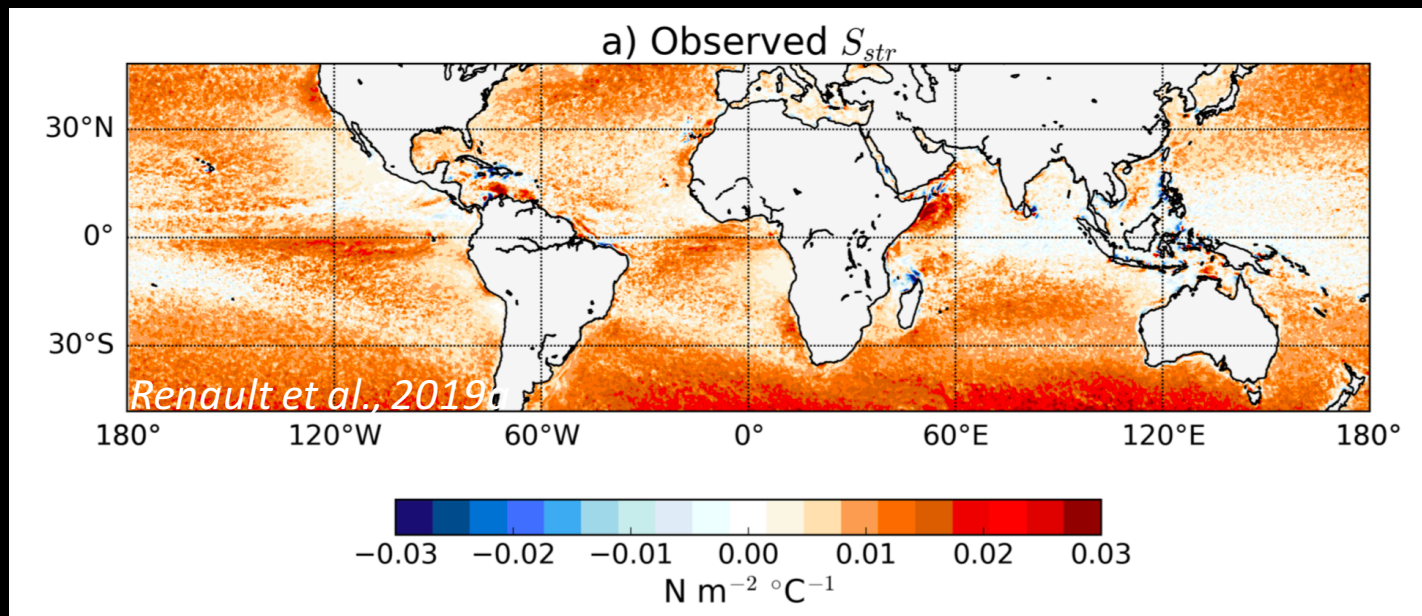 a) Observed S_str
30°N
0°
30°S
Renault et al., 2019a
180° 120°W 60°W 0° 60°E 120°E 180°
−0.03 −0.02 −0.01 0.00 0.01 0.02 0.03
N m⁻² °C⁻¹